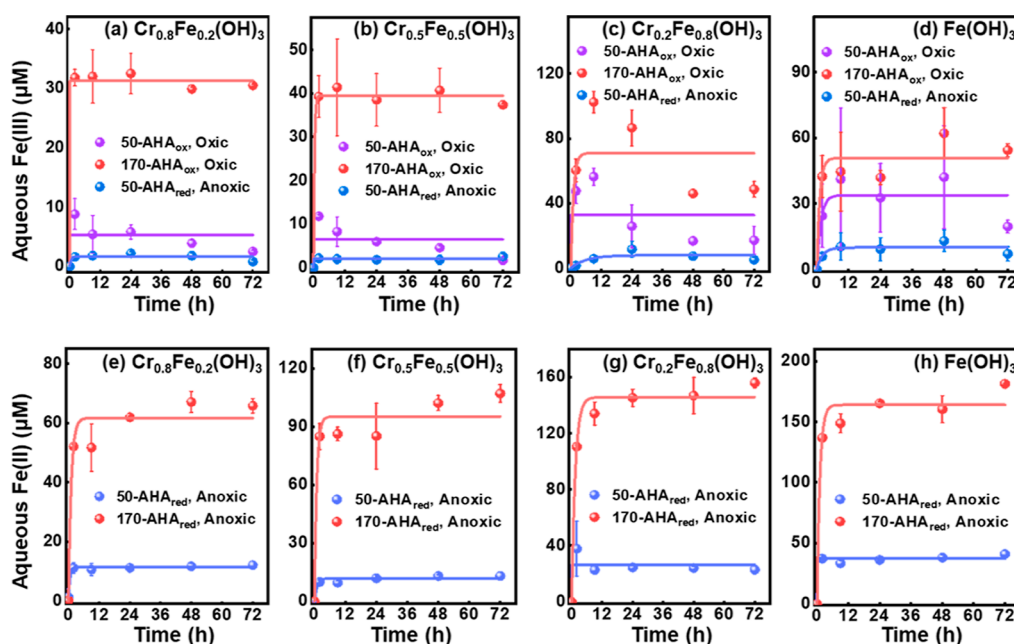 (a) Cr0.8Fe0.2(OH)3
Aqueous Fe(III) (µM)
40
30
20
10
0
50-AHAox, Oxic
170-AHAox, Oxic
50-AHAred, Anoxic
0 12 24 36 48 60 72
Time (h)
(b) Cr0.5Fe0.5(OH)3
50
40
30
20
10
0
50-AHAox, Oxic
170-AHAox, Oxic
50-AHAred, Anoxic
0 12 24 36 48 60 72
Time (h)
(c) Cr0.2Fe0.8(OH)3
120
80
40
0
50-AHAox, Oxic
170-AHAox, Oxic
50-AHAred, Anoxic
0 12 24 36 48 60 72
Time (h)
(d) Fe(OH)3
90
60
30
0
50-AHAox, Oxic
170-AHAox, Oxic
50-AHAred, Anoxic
0 12 24 36 48 60 72
Time (h)
(e) Cr0.8Fe0.2(OH)3
Aqueous Fe(II) (µM)
80
60
40
20
0
50-AHAred, Anoxic
170-AHAred, Anoxic
0 12 24 36 48 60 72
Time (h)
(f) Cr0.5Fe0.5(OH)3
120
90
60
30
0
50-AHAred, Anoxic
170-AHAred, Anoxic
0 12 24 36 48 60 72
Time (h)
(g) Cr0.2Fe0.8(OH)3
160
120
80
40
0
50-AHAred, Anoxic
170-AHAred, Anoxic
0 12 24 36 48 60 72
Time (h)
(h) Fe(OH)3
200
150
100
50
0
50-AHAred, Anoxic
170-AHAred, Anoxic
0 12 24 36 48 60 72
Time (h)